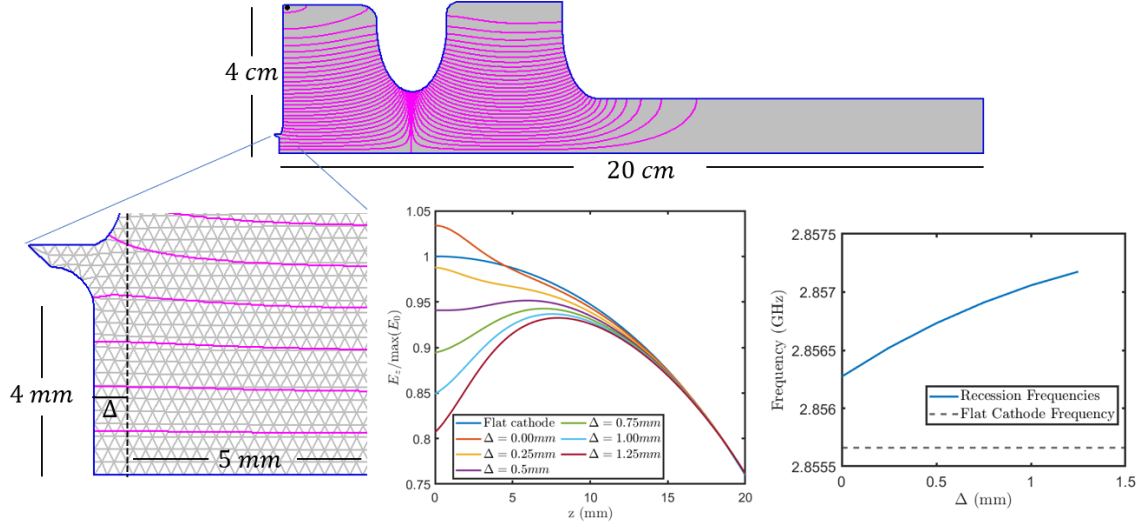 4 cm
20 cm
4 mm
Δ
5 mm
E_z/max(E_0)
1.05
1
0.95
0.9
0.85
0.8
0.75
0
5
10
15
20
z (mm)
Flat cathode
Δ = 0.00mm
Δ = 0.25mm
Δ = 0.5mm
Δ = 0.75mm
Δ = 1.00mm
Δ = 1.25mm
Frequency (GHz)
2.8575
2.857
2.8565
2.856
2.8555
0
0.5
1
1.5
Δ (mm)
Recession Frequencies
Flat Cathode Frequency